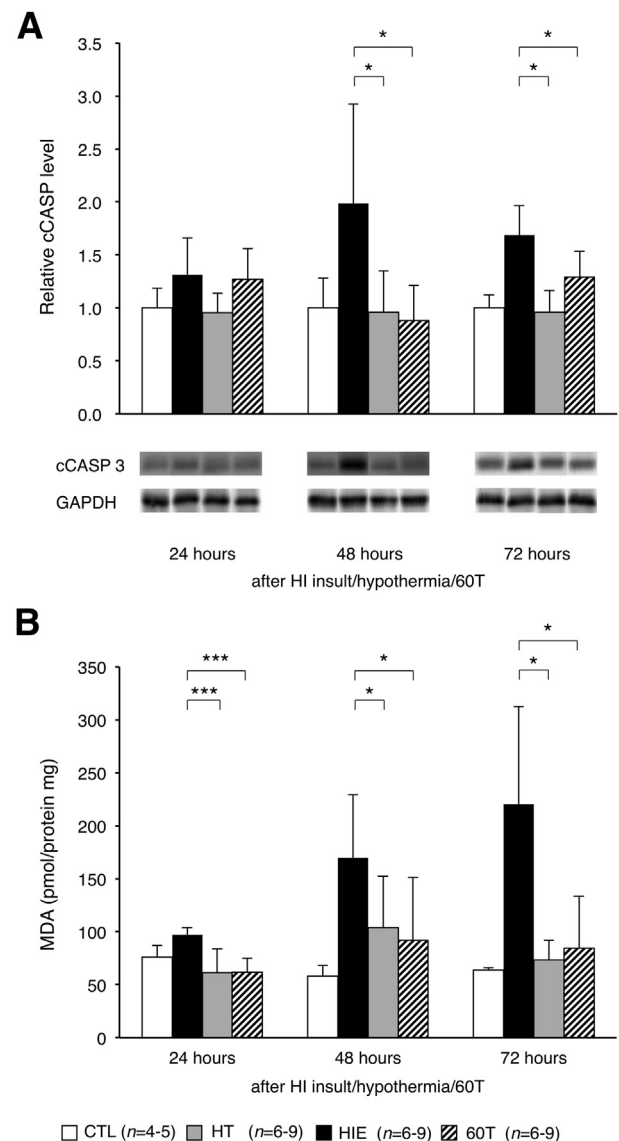 A
* *
* *
3.5
3.0
2.5
2.0
1.5
1.0
0.5
0.0
Relative cCASP level
cCASP 3
GAPDH
24 hours 48 hours 72 hours
after HI insult/hypothermia/60T
B
*
*** * *
*** *
350
300
250
200
150
100
50
0
MDA (pmol/protein mg)
24 hours 48 hours 72 hours
after HI insult/hypothermia/60T
CTL (n=4-5) HT (n=6-9) HIE (n=6-9) 60T (n=6-9)